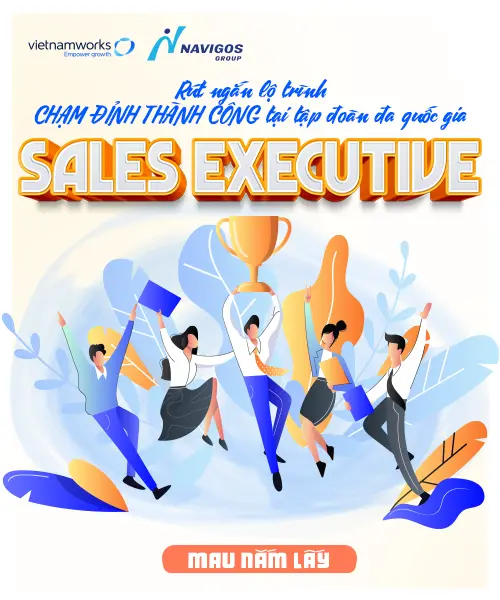 vietnamworks
Empower growth.
NAVIGOS
GROUP
Rút ngắn lộ trình
CHẠM ĐỈNH THÀNH CÔNG tại tập đoàn đa quốc gia
SALES EXECUTIVE
MAU NẮM LẤY